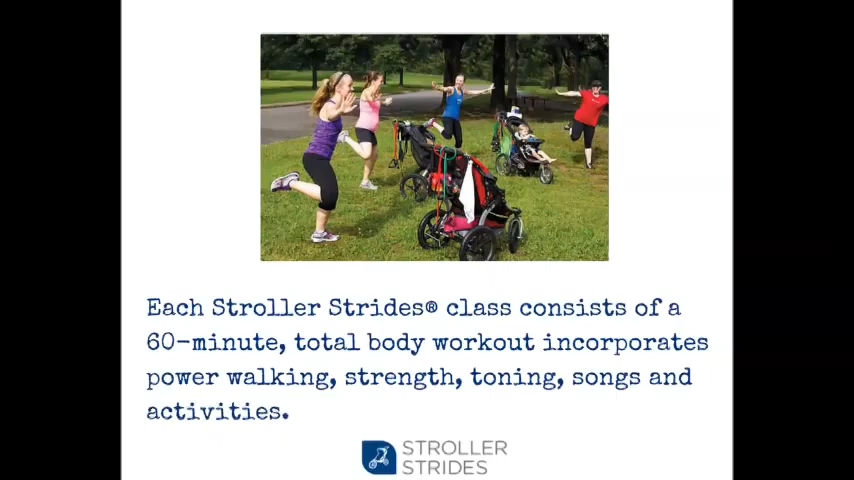 Each Stroller Strides® class consists of a
60-minute, total body workout incorporates
power walking, strength, toning, songs and
activities.
STROLLER
STRIDES